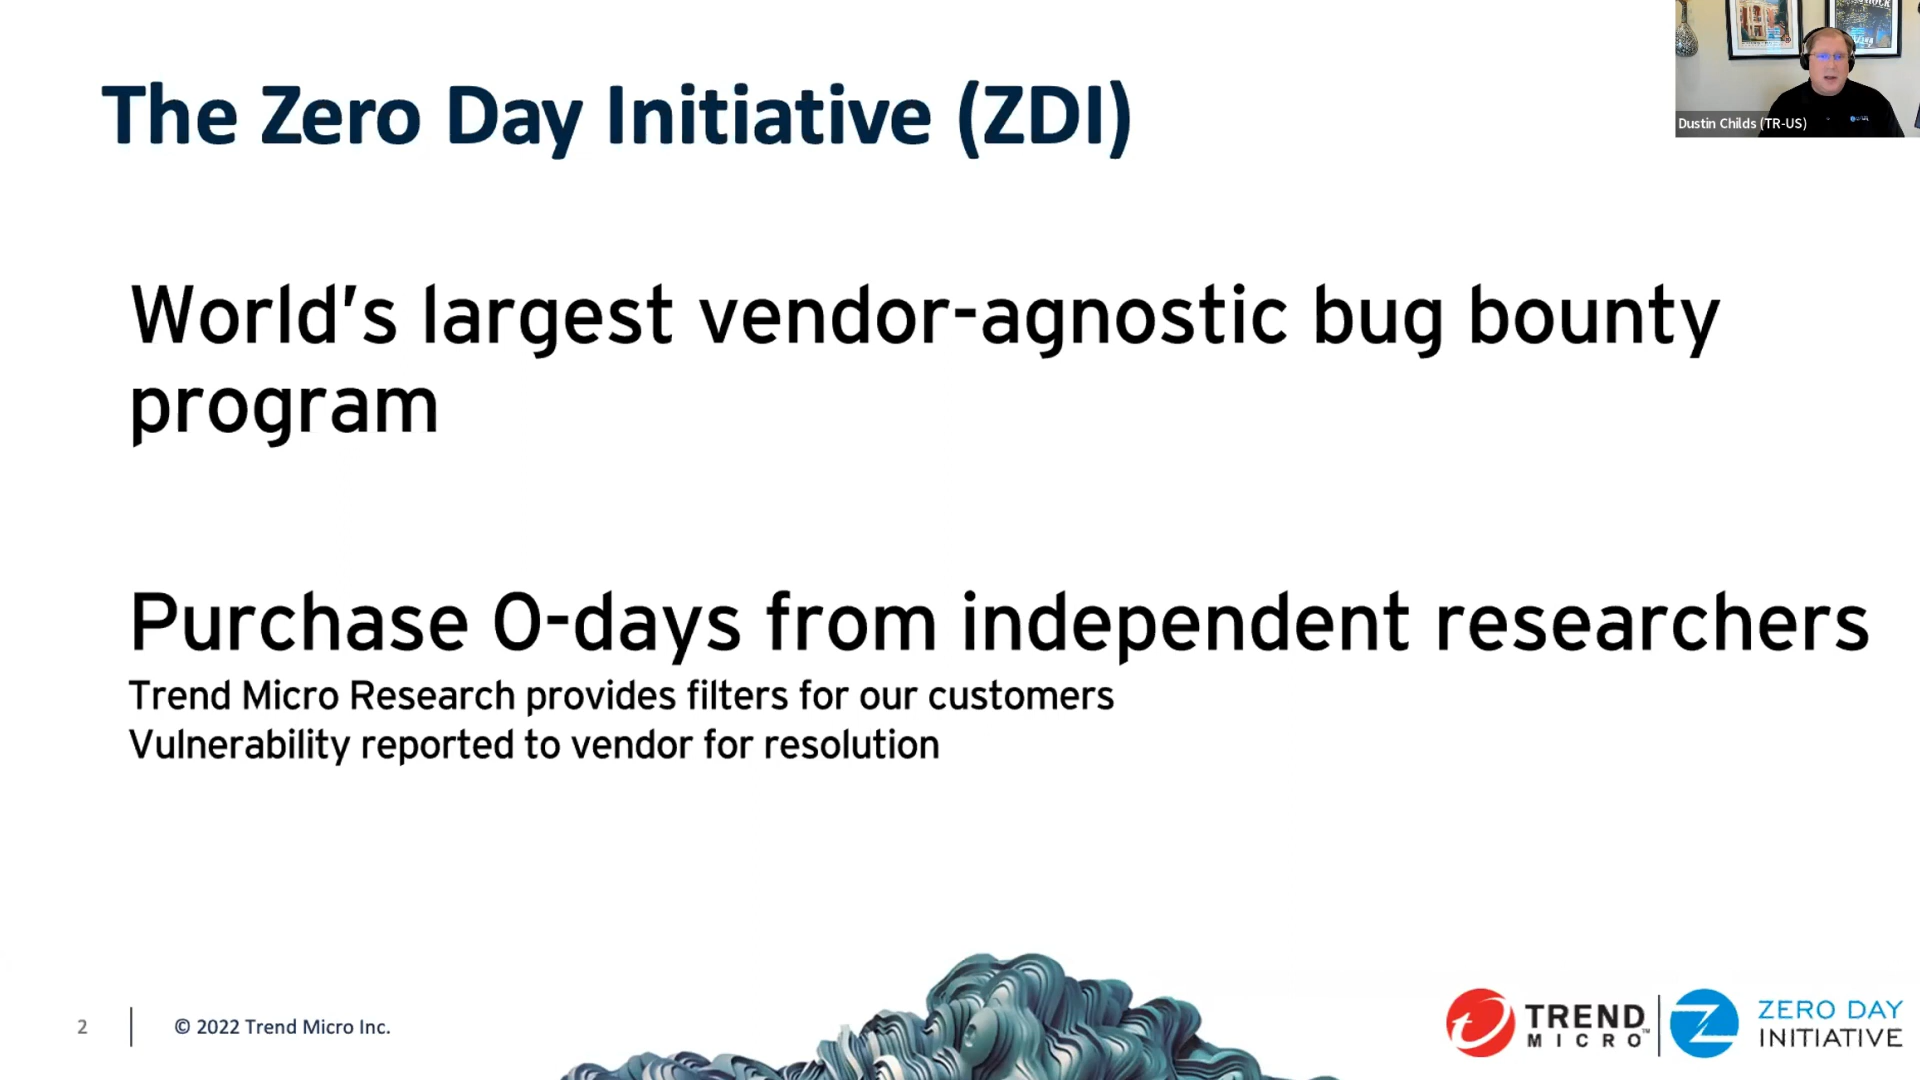 The Zero Day Initiative (ZDI)
Dustin Childs (TR-US)
World's largest vendor-agnostic bug bounty
program
Purchase 0-days from independent researchers
Trend Micro Research provides filters for our customers
Vulnerability reported to vendor for resolution
2
© 2022 Trend Micro Inc.
TREND
MICRO™
ZERO DAY
INITIATIVE